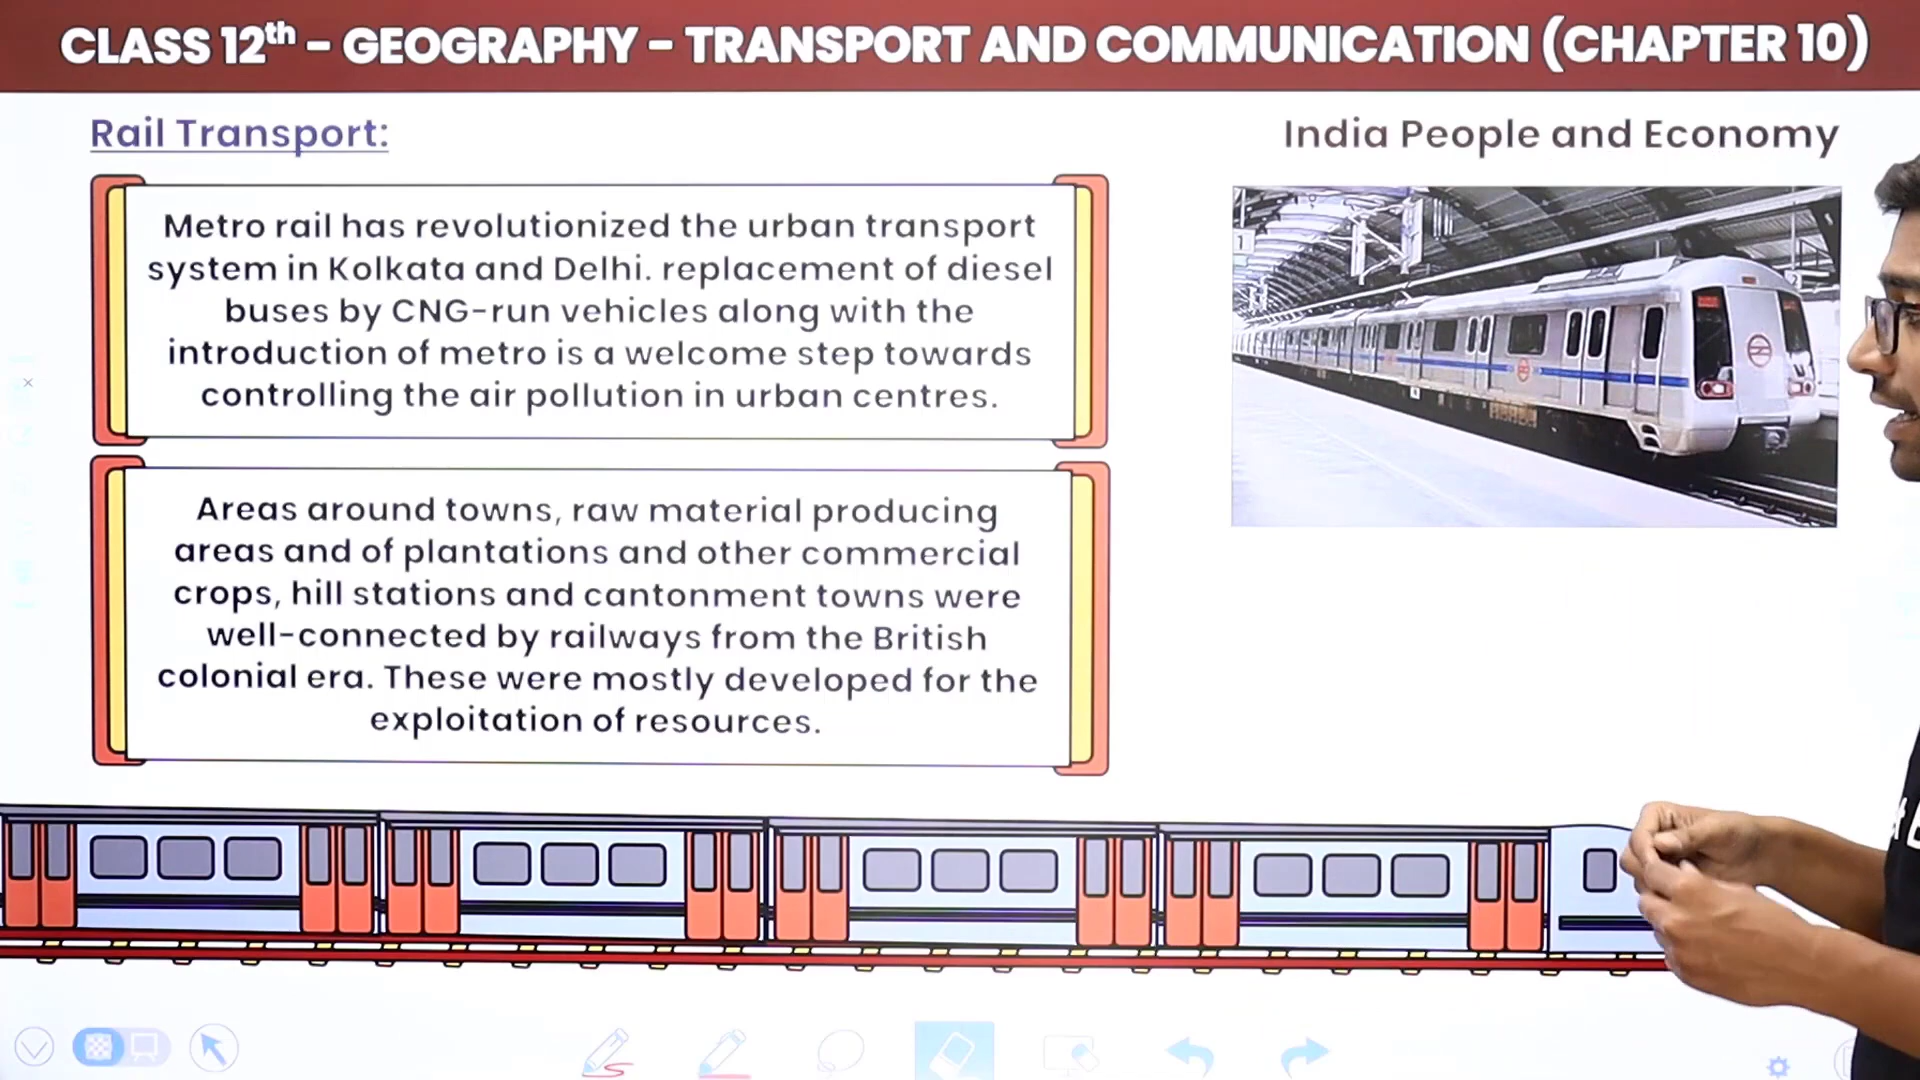 CLASS 12th - GEOGRAPHY - TRANSPORT AND COMMUNICATION (CHAPTER 10)
Rail Transport:
India People and Economy
Metro rail has revolutionized the urban transport
system in Kolkata and Delhi. replacement of diesel
buses by CNG-run vehicles along with the
introduction of metro is a welcome step towards
controlling the air pollution in urban centres.
Areas around towns, raw material producing
areas and of plantations and other commercial
crops, hill stations and cantonment towns were
well-connected by railways from the British
colonial era. These were mostly developed for the
exploitation of resources.